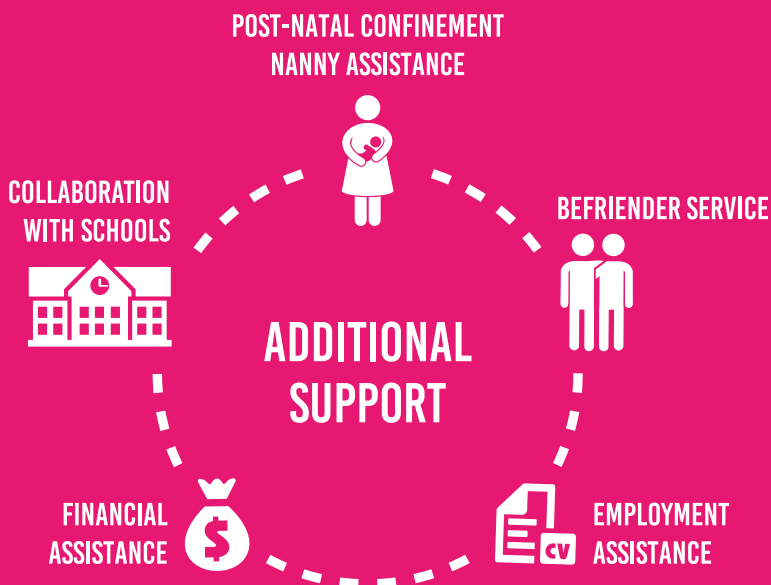 POST-NATAL CONFINEMENT
NANNY ASSISTANCE
COLLABORATION
WITH SCHOOLS
BEFRIENDER SERVICE
ADDITIONAL
SUPPORT
FINANCIAL
ASSISTANCE
$
CV
EMPLOYMENT
ASSISTANCE